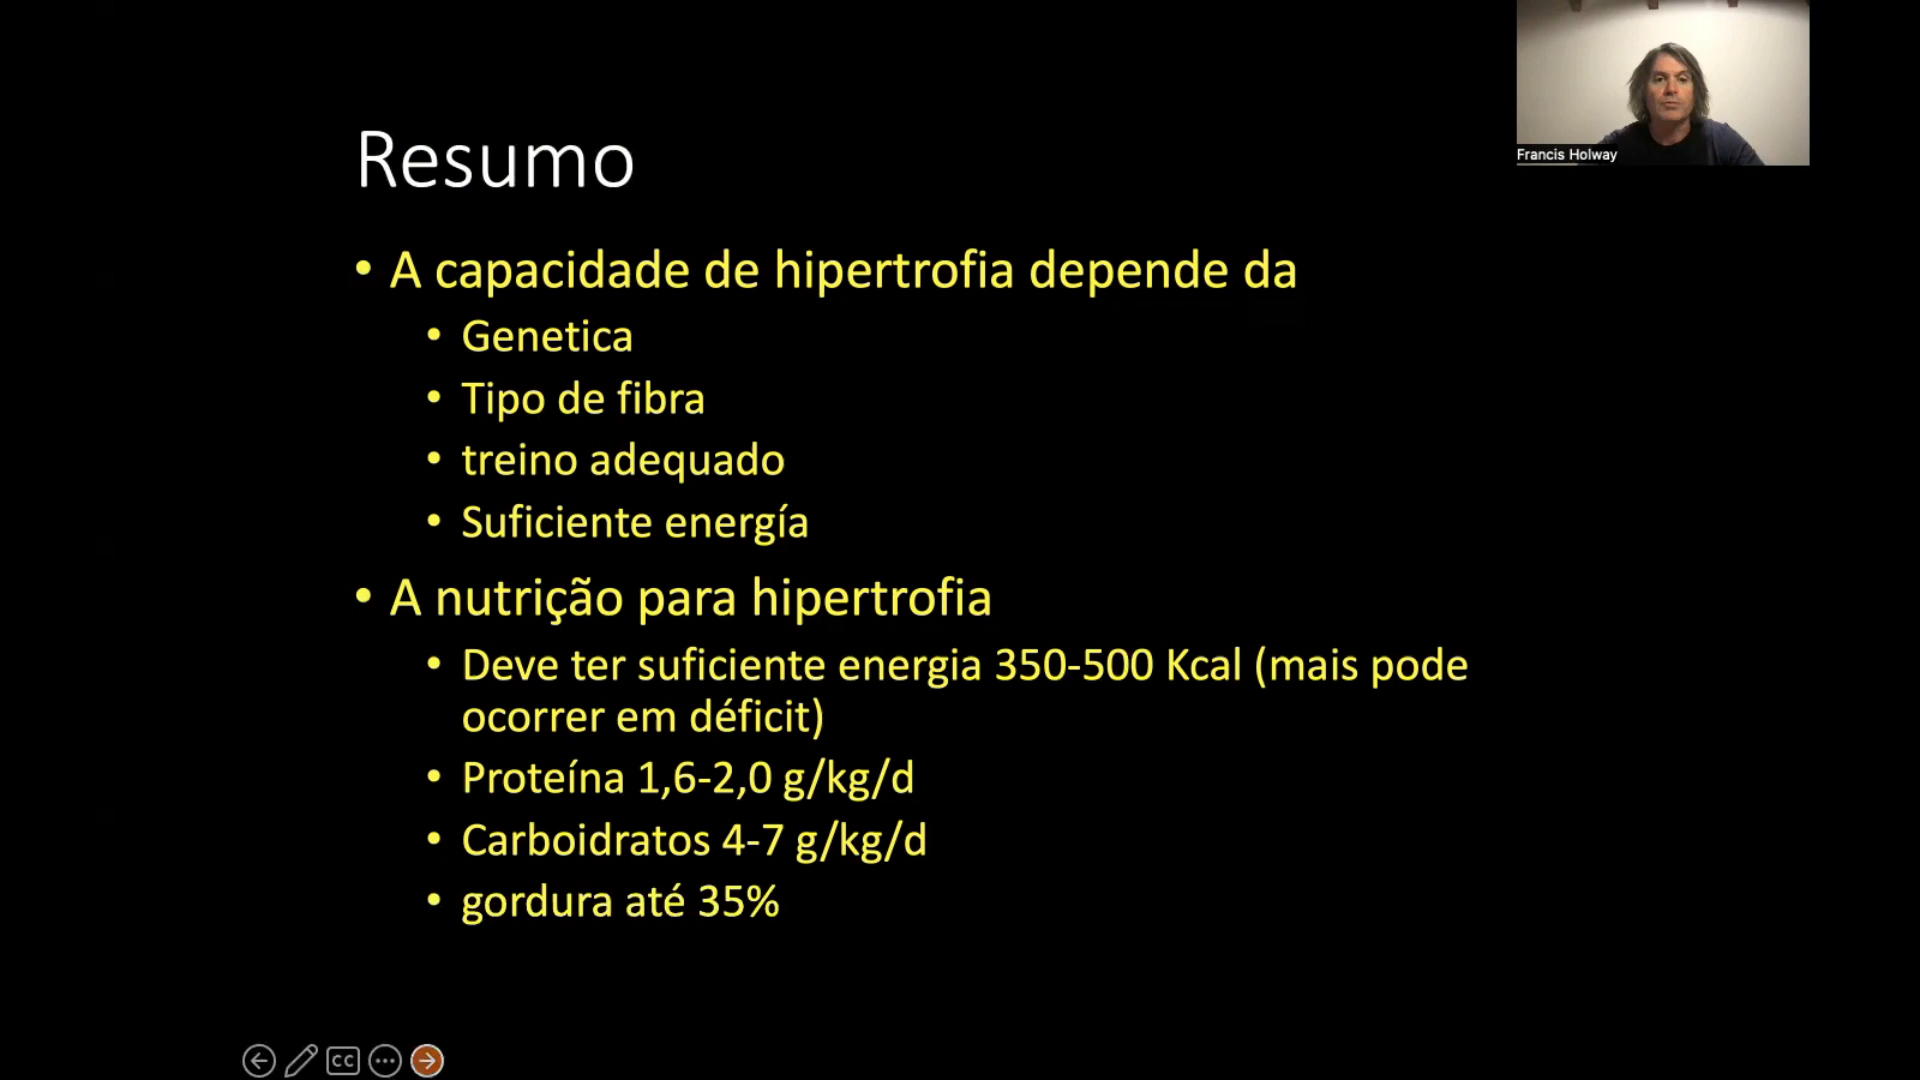 Francis Holway
Resumo
• A capacidade de hipertrofia depende da
• Genetica
• Tipo de fibra
• treino adequado
• Suficiente energía
• A nutrição para hipertrofia
• Deve ter suficiente energia 350-500 Kcal (mais pode
ocorrer em déficit)
• Proteína 1,6-2,0 g/kg/d
• Carboidratos 4-7 g/kg/d
• gordura até 35%
CC